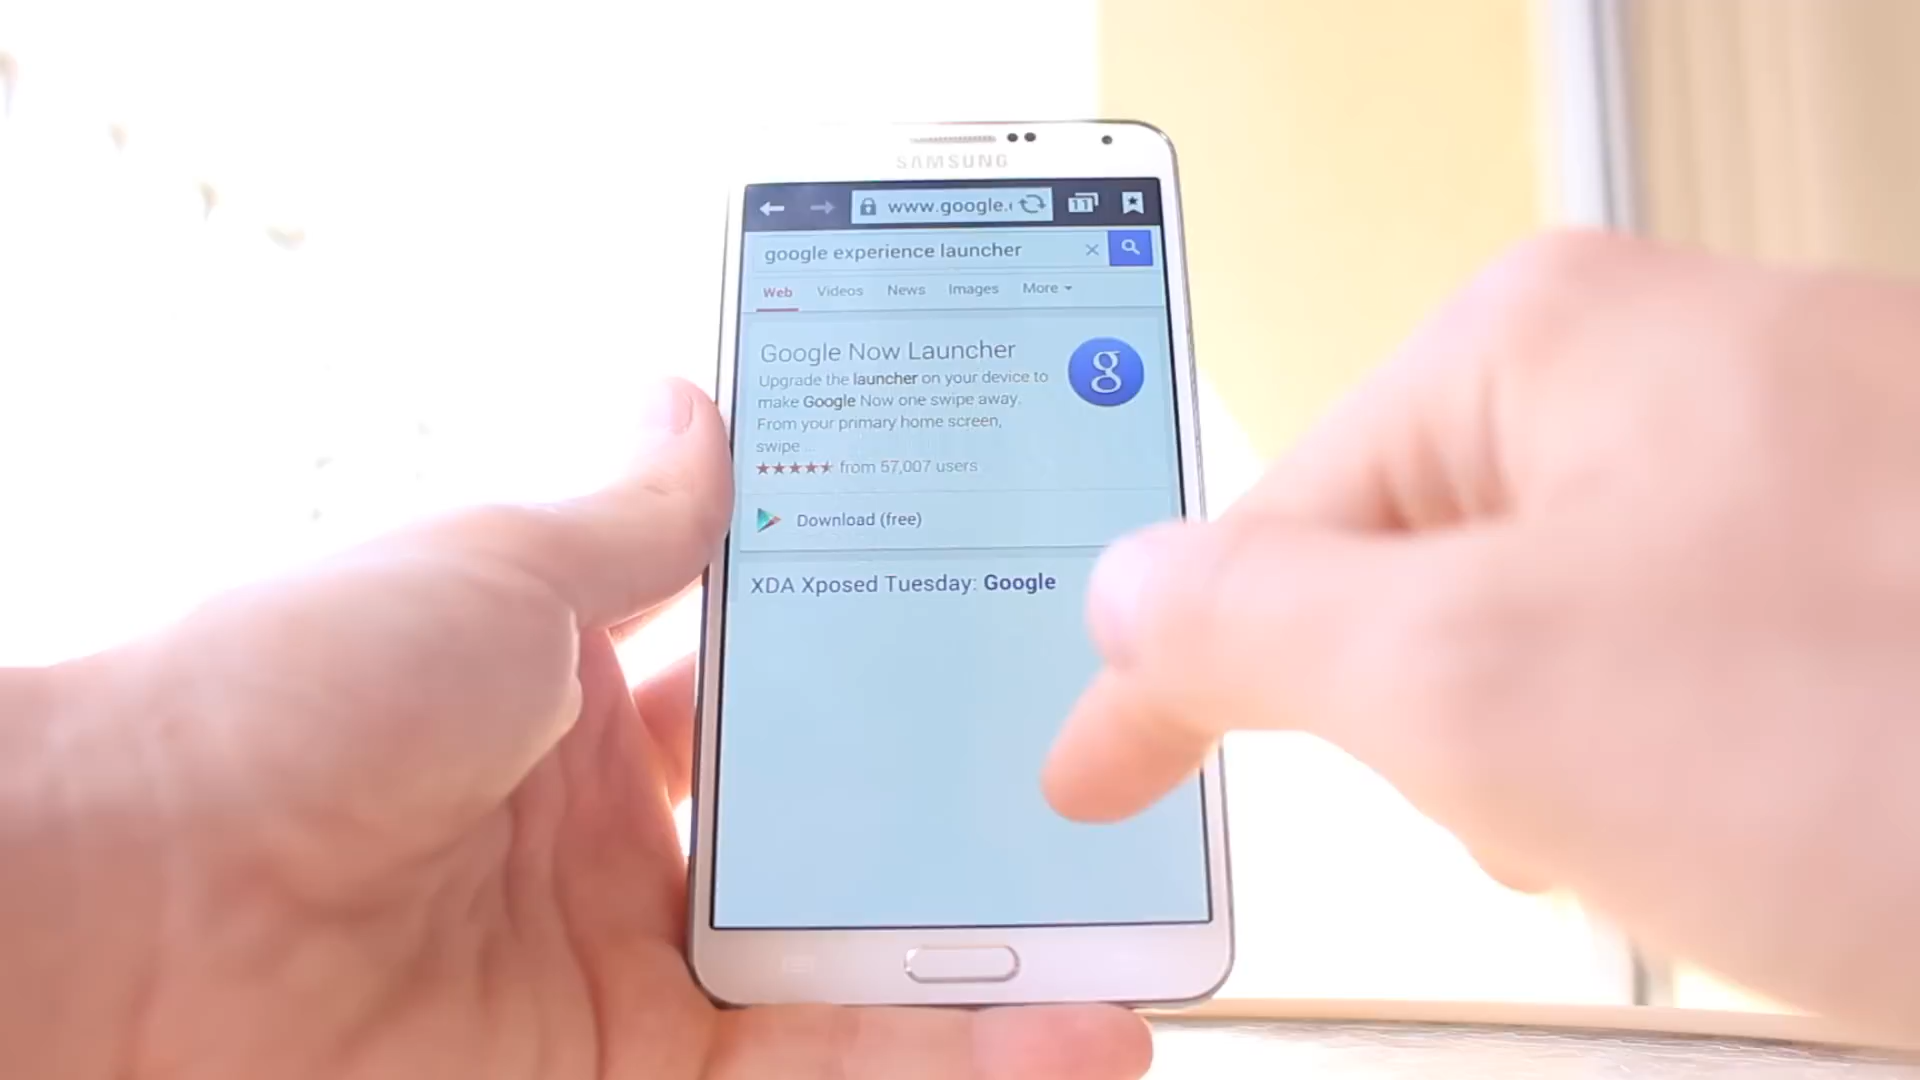 SAMSUNG
www.google.
11
google experience launcher
Web Videos News Images More
Google Now Launcher
Upgrade the launcher on your device to
make Google Now one swipe away.
From your primary home screen,
swipe ...
from 57,007 users
Download (free)
XDA Xposed Tuesday: Google
g